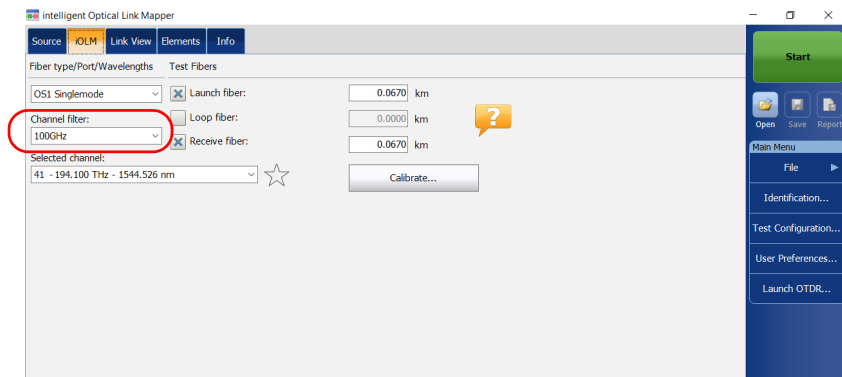 intelligent Optical Link Mapper
Source iOLM Link View Elements Info
Fiber type/Port/Wavelengths Test Fibers
OS1 Singlemode
Launch fiber: 0.0670 km
Channel filter:
Loop fiber: 0.0000 km
100GHz
Receive fiber: 0.0670 km
Selected channel:
41 - 194.100 THz - 1544.526 nm
Calibrate...
?
Start
Open Save Report
Main Menu
File
Identification...
Test Configuration...
User Preferences...
Launch OTDR...